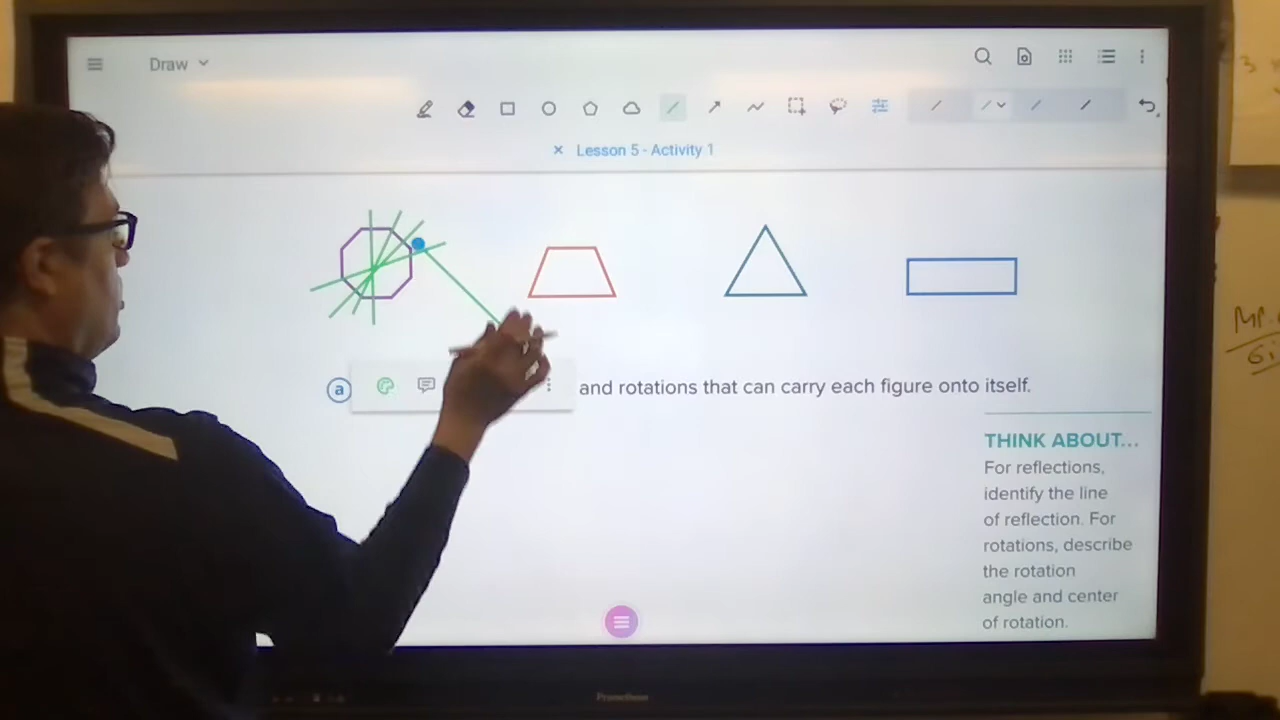 Draw
Lesson 5 - Activity 1
a and rotations that can carry each figure onto itself.
THINK ABOUT...
For reflections,
identify the line
of reflection. For
rotations, describe
the rotation
angle and center
of rotation.
Promethean